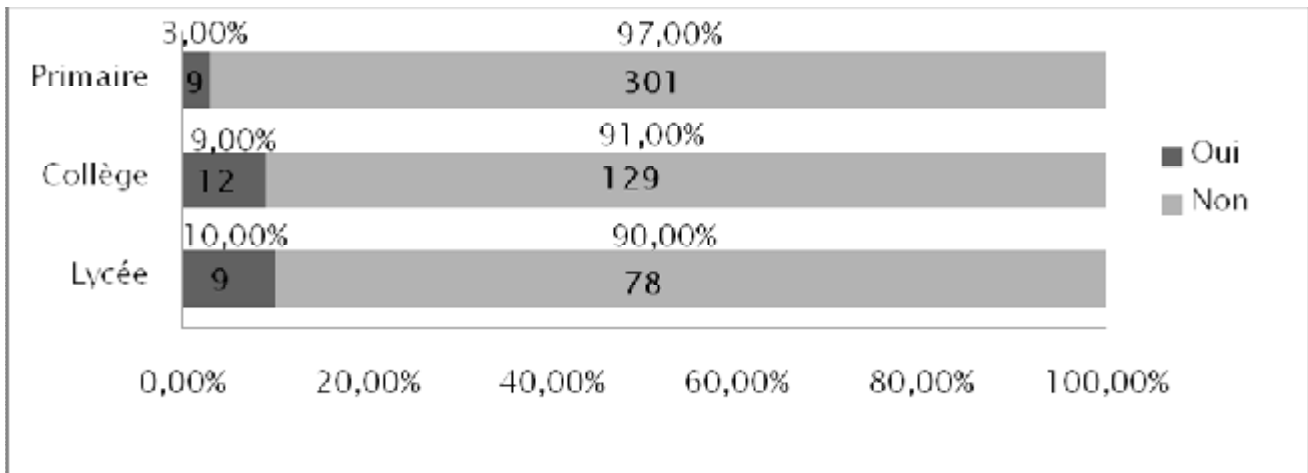 3,00% 97,00%
Primaire 9 301
9,00% 91,00%
Collège 12 129
10,00% 90,00%
Lycée 9 78
Oui
Non
0,00% 20,00% 40,00% 60,00% 80,00% 100,00%